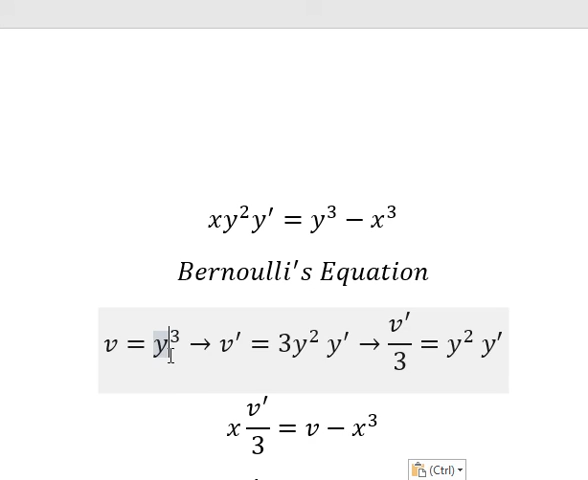 xy²y′ = y³ − x³
Bernoulli's Equation
v = y³ → v′ = 3y² y′ → v′/3 = y² y′
x v′/3 = v − x³
(Ctrl)